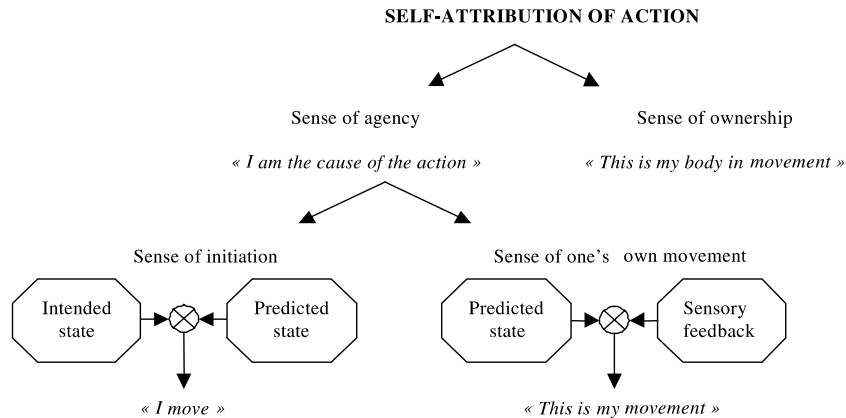 SELF-ATTRIBUTION OF ACTION
Sense of agency
Sense of ownership
« I am the cause of the action »
« This is my body in movement »
Sense of initiation
Sense of one's own movement
Intended
state
Predicted
state
Predicted
state
Sensory
feedback
« I move »
« This is my movement »